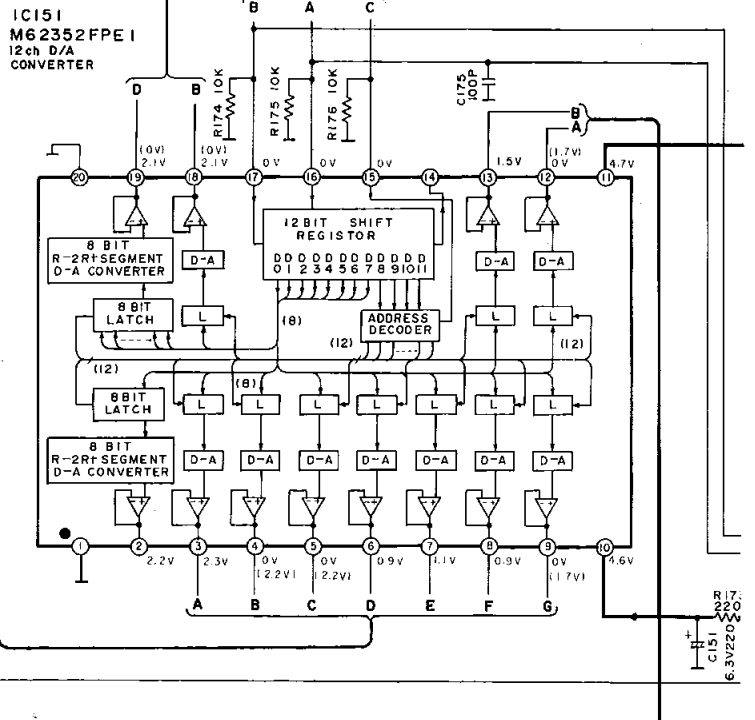 IC151
M62352FPE1
12ch D/A
CONVERTER
B A C
D B
R174 10K
R175 10K
R176 10K
C175
100P
B
A
(0V) (0V) (1.7V)
2.1V 2.1V 0V 0V 0V 1.5V 0V 4.7V
20 19 18 17 16 15 14 13 12 11
12 BIT SHIFT
REGISTOR
D D D D D D D D D D D D
0 1 2 3 4 5 6 7 8 9 10 11
8 BIT
R-2R+SEGMENT
D-A CONVERTER
D-A D-A D-A
8 BIT
LATCH
L L L
(8)
ADDRESS
DECODER
(12) (12)
(12)
(8)
8BIT
LATCH
L L L L L L L
8 BIT
R-2R+SEGMENT
D-A CONVERTER
D-A D-A D-A D-A D-A D-A D-A
1 2 3 4 5 6 7 8 9 10
2.2V 2.3V 0V 0V 0.9V 1.1V 0.9V 0V 4.6V
(2.2V) (2.2V) (1.7V)
A B C D E F G
220
C151
6.3V220